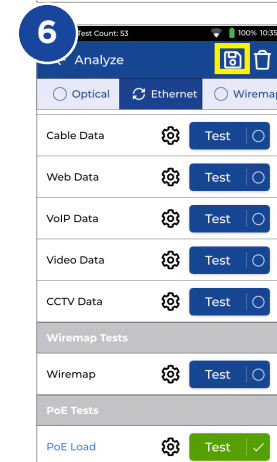 6
Test Count: 53
100% 10:35
Analyze
Optical Ethernet Wiremap
Cable Data Test
Web Data Test
VoIP Data Test
Video Data Test
CCTV Data Test
Wiremap Tests
Wiremap Test
PoE Tests
PoE Load Test